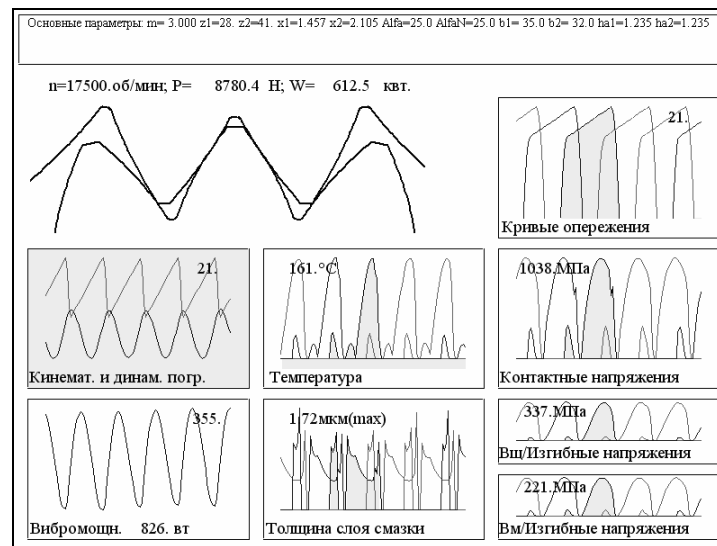 Основные параметры: m= 3.000 z1=28. z2=41. x1=1.457 x2=2.105 Alfa=25.0 AlfaN=25.0 b1= 35.0 b2= 32.0 ha1=1.235 ha2=1.235
n=17500.об/мин; P= 8780.4 Н; W= 612.5 квт.
21.
Кривые опережения
21.
Кинемат. и динам. погр.
161.°C
Температура
1038.МПа
Контактные напряжения
355.
Вибромощн. 826. вт
1.72мкм(max)
Толщина слоя смазки
337.МПа
Вщ/Изгибные напряжения
221.МПа
Вм/Изгибные напряжения